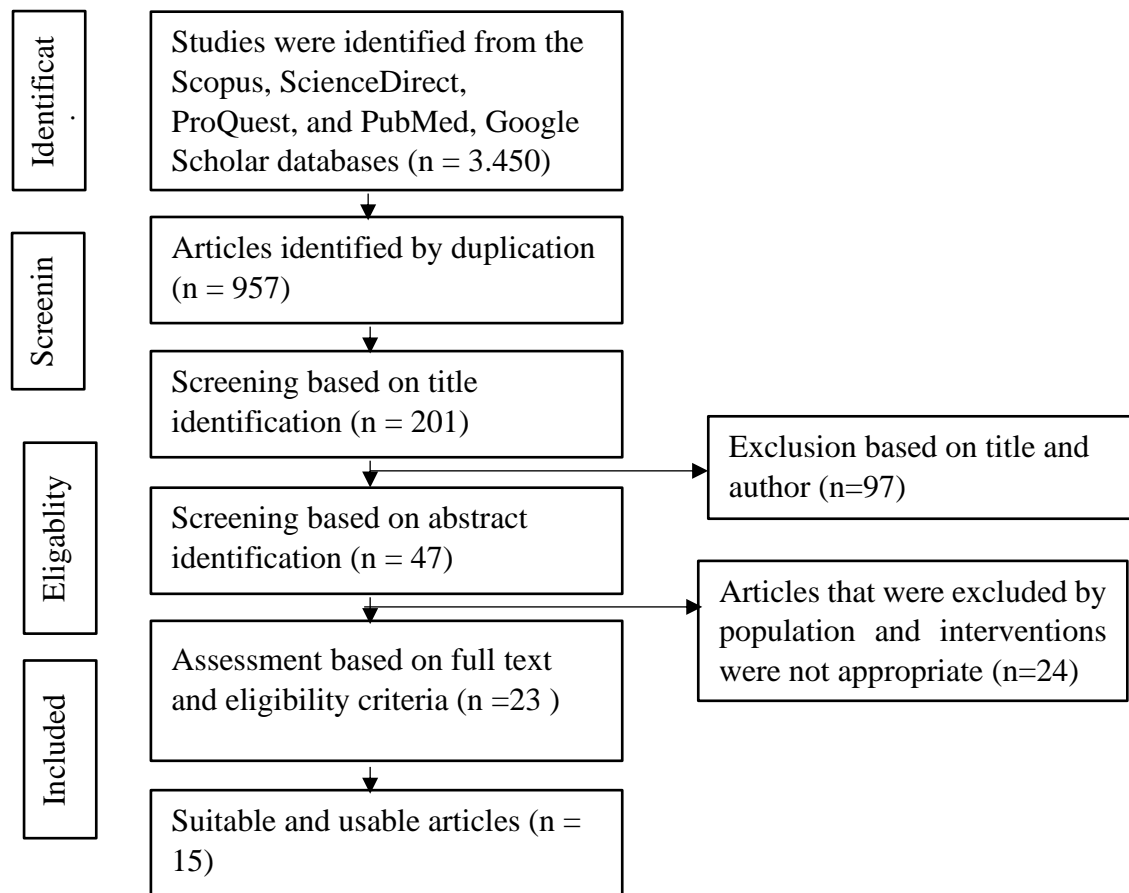 Identificat
Studies were identified from the
Scopus, ScienceDirect,
ProQuest, and PubMed, Google
Scholar databases (n = 3.450)
Screenin
Articles identified by duplication
(n = 957)
Screening based on title
identification (n = 201)
Exclusion based on title and
author (n=97)
Eligablity
Screening based on abstract
identification (n = 47)
Articles that were excluded by
population and interventions
were not appropriate (n=24)
Assessment based on full text
and eligibility criteria (n =23 )
Included
Suitable and usable articles (n =
15)